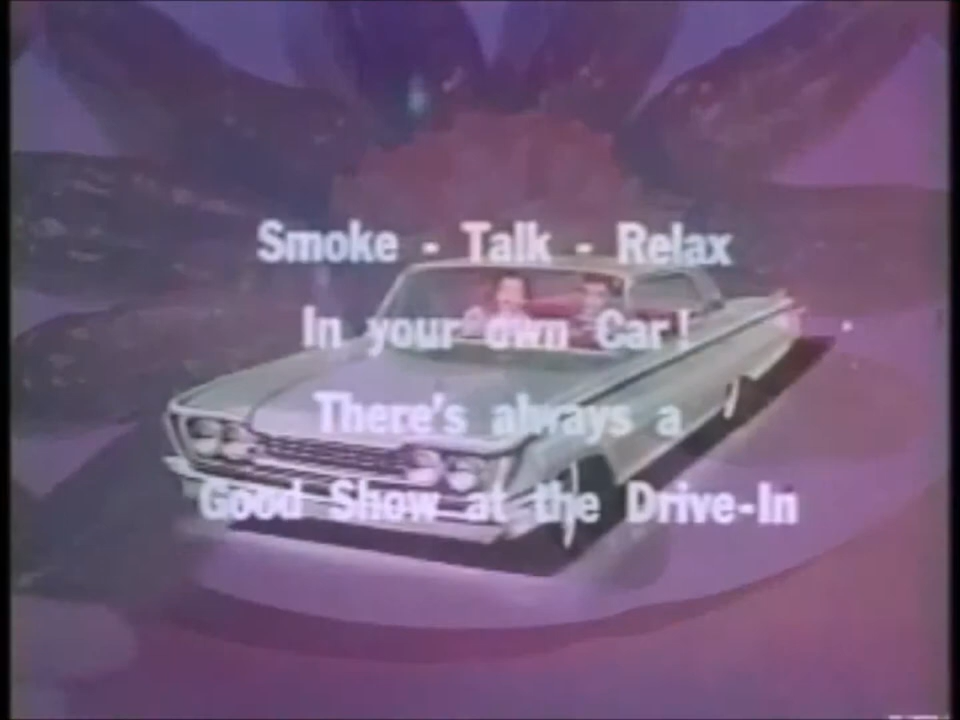 Smoke - Talk - Relax
In your own Car!
There's always a
Good Show at the Drive-In